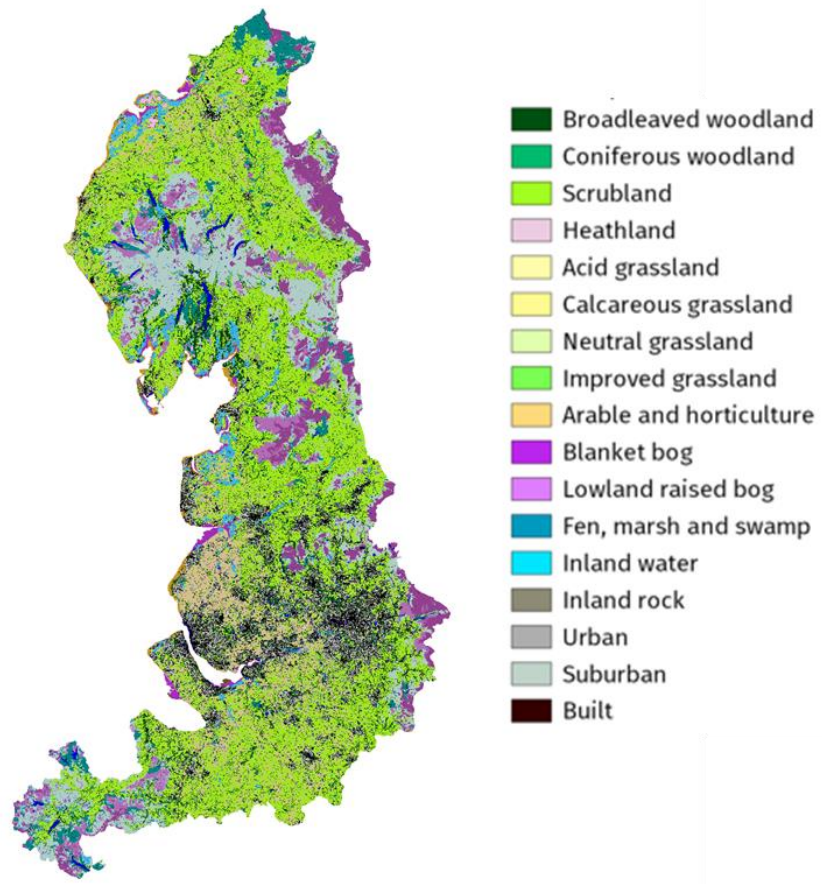 Broadleaved woodland
Coniferous woodland
Scrubland
Heathland
Acid grassland
Calcareous grassland
Neutral grassland
Improved grassland
Arable and horticulture
Blanket bog
Lowland raised bog
Fen, marsh and swamp
Inland water
Inland rock
Urban
Suburban
Built